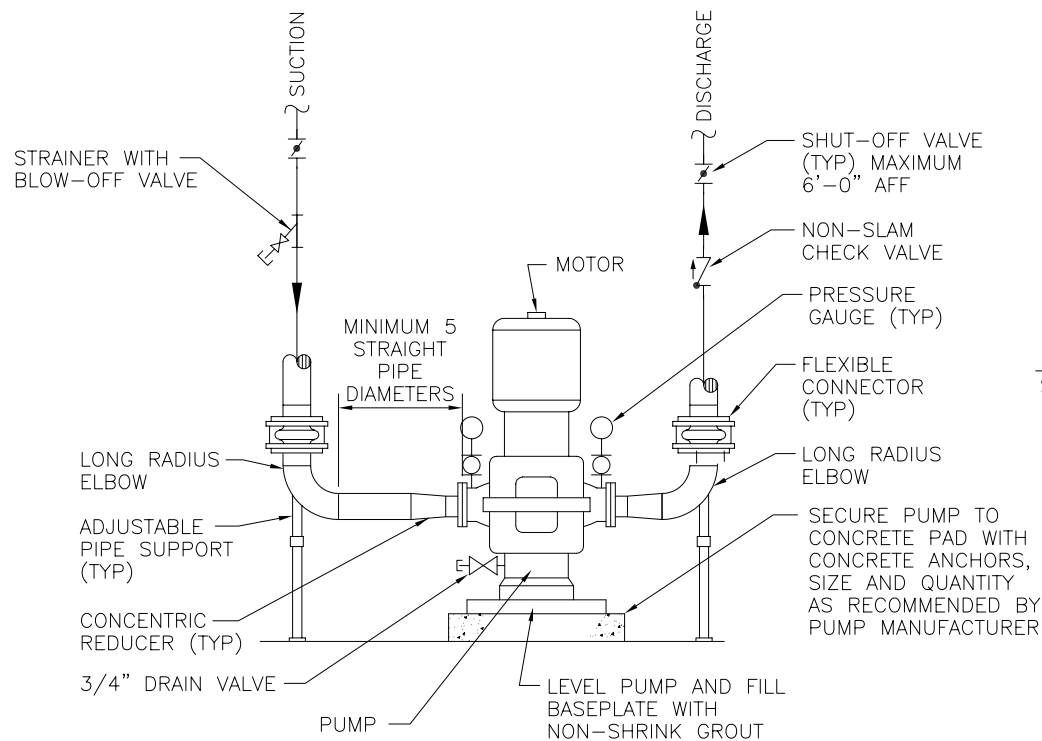 SUCTION
DISCHARGE
STRAINER WITH
BLOW-OFF VALVE
SHUT-OFF VALVE
(TYP) MAXIMUM
6'-0" AFF
NON-SLAM
CHECK VALVE
MOTOR
PRESSURE
GAUGE (TYP)
MINIMUM 5
STRAIGHT
PIPE
DIAMETERS
FLEXIBLE
CONNECTOR
(TYP)
LONG RADIUS
ELBOW
LONG RADIUS
ELBOW
ADJUSTABLE
PIPE SUPPORT
(TYP)
SECURE PUMP TO
CONCRETE PAD WITH
CONCRETE ANCHORS,
SIZE AND QUANTITY
AS RECOMMENDED BY
PUMP MANUFACTURER
CONCENTRIC
REDUCER (TYP)
3/4" DRAIN VALVE
PUMP
LEVEL PUMP AND FILL
BASEPLATE WITH
NON-SHRINK GROUT